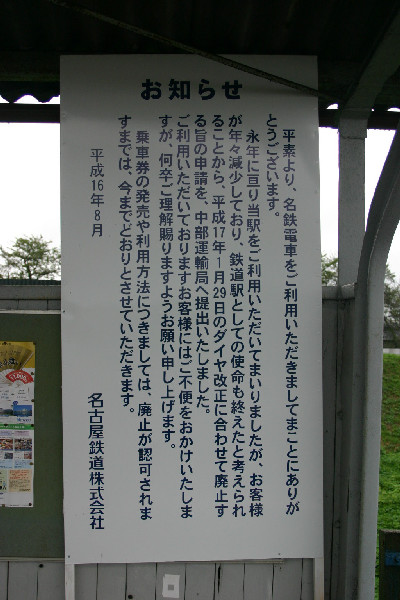 お知らせ
平素より、名鉄電車をご利用いただきましてまことにありが
とうございます。
永年に亘り当駅をご利用いただいてまいりましたが、お客様
が年々減少しており、鉄道駅としての使命も終えたと考えられ
ることから、平成17年1月29日のダイヤ改正に合わせて廃止す
る旨の申請を、中部運輸局へ提出いたしました。
ご利用いただいておりますお客様にはご不便をおかけいたしま
すが、何卒ご理解賜りますようお願い申し上げます。
乗車券の発売や利用方法につきましては、廃止が認可されま
すまでは、今までどおりとさせていただきます。
平成16年8月
名古屋鉄道株式会社